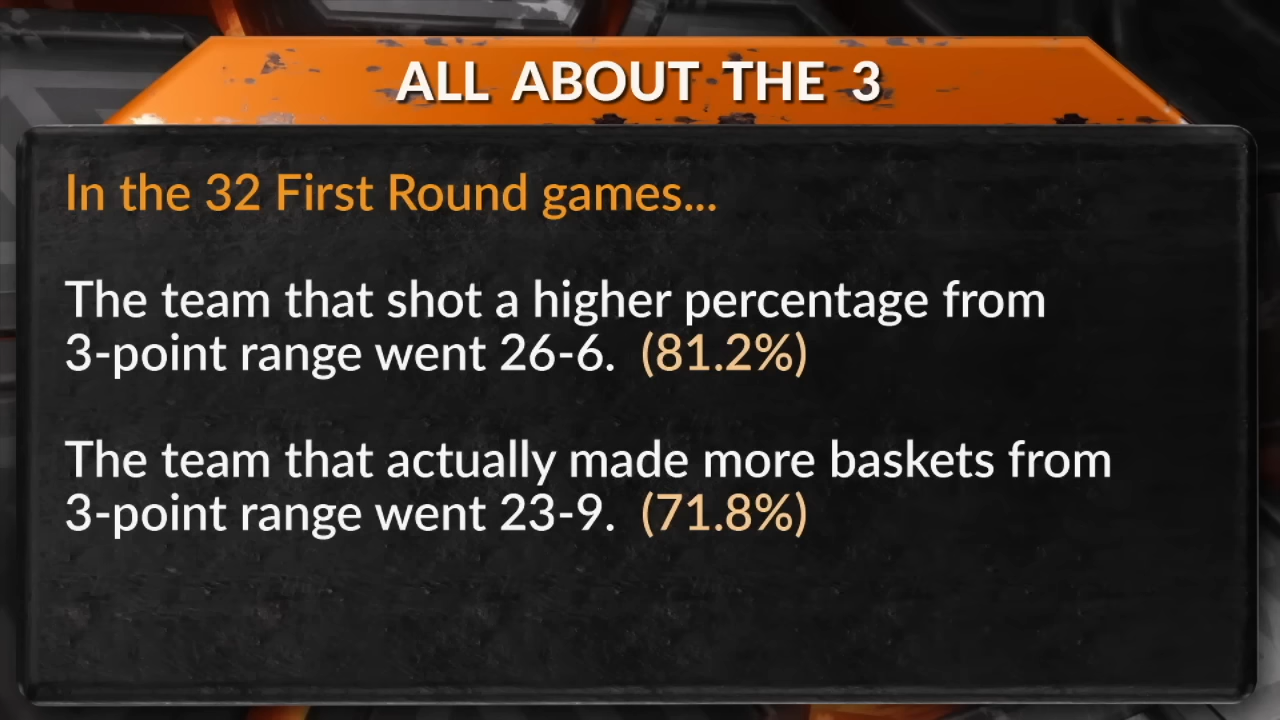 ALL ABOUT THE 3
In the 32 First Round games...
The team that shot a higher percentage from
3-point range went 26-6. (81.2%)
The team that actually made more baskets from
3-point range went 23-9. (71.8%)